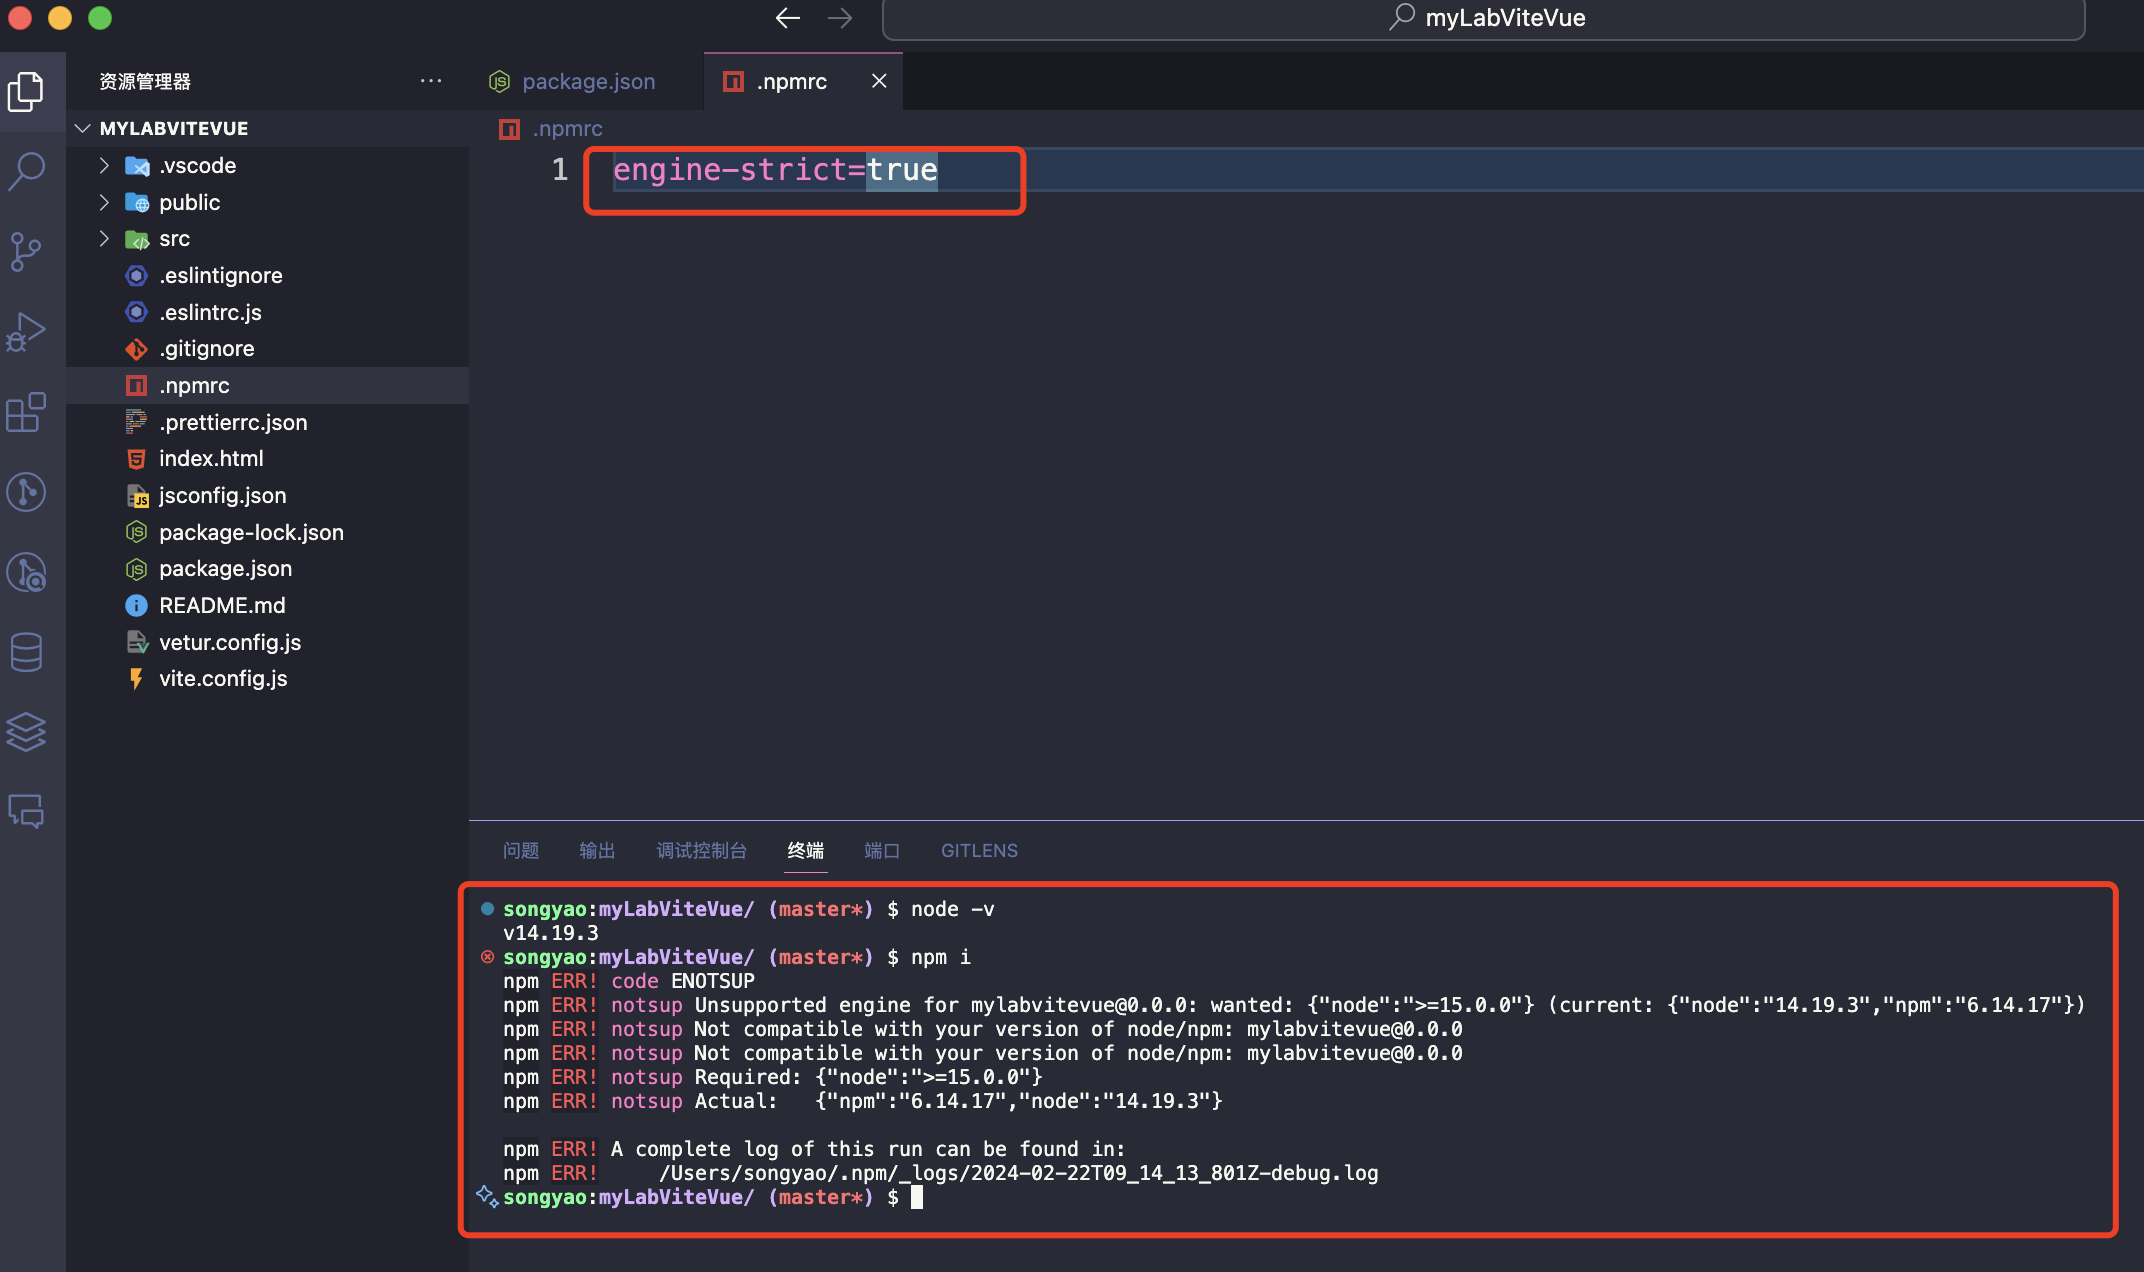 myLabViteVue
资源管理器
package.json
.npmrc
MYLABVITEVUE
.vscode
public
src
.eslintignore
.eslintrc.js
.gitignore
.npmrc
.prettierrc.json
index.html
jsconfig.json
package-lock.json
package.json
README.md
vetur.config.js
vite.config.js
.npmrc
1 engine-strict=true
问题 输出 调试控制台 终端 端口 GITLENS
songyao:myLabViteVue/ (master*) $ node -v
v14.19.3
songyao:myLabViteVue/ (master*) $ npm i
npm ERR! code ENOTSUP
npm ERR! notsup Unsupported engine for mylabvitevue@0.0.0: wanted: {"node":">=15.0.0"} (current: {"node":"14.19.3","npm":"6.14.17"})
npm ERR! notsup Not compatible with your version of node/npm: mylabvitevue@0.0.0
npm ERR! notsup Not compatible with your version of node/npm: mylabvitevue@0.0.0
npm ERR! notsup Required: {"node":">=15.0.0"}
npm ERR! notsup Actual:   {"npm":"6.14.17","node":"14.19.3"}
npm ERR! A complete log of this run can be found in:
npm ERR!     /Users/songyao/.npm/_logs/2024-02-22T09_14_13_801Z-debug.log
songyao:myLabViteVue/ (master*) $